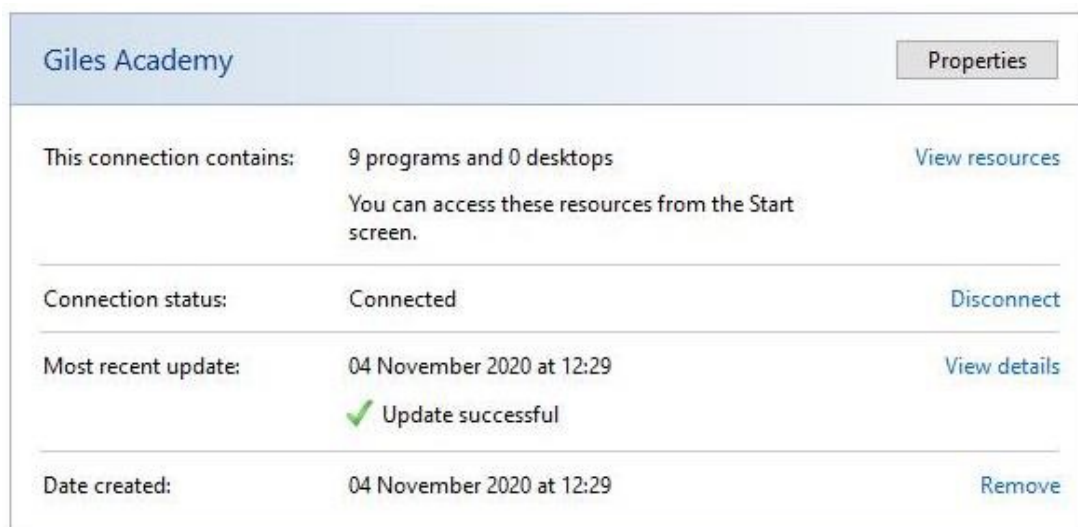 Giles Academy Properties
This connection contains: 9 programs and 0 desktops View resources
You can access these resources from the Start
screen.
Connection status: Connected Disconnect
Most recent update: 04 November 2020 at 12:29 View details
Update successful
Date created: 04 November 2020 at 12:29 Remove